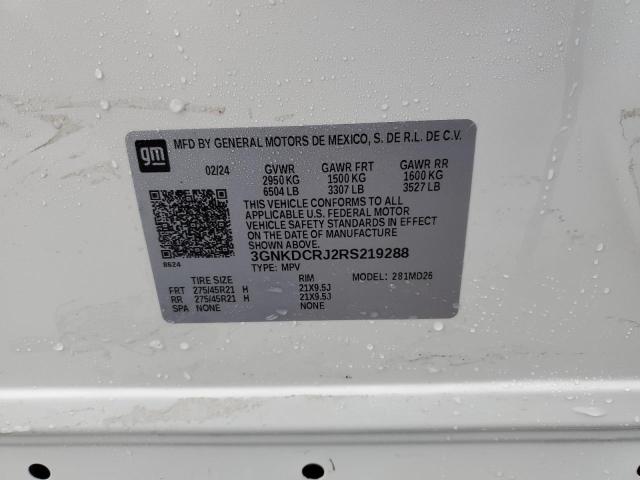 gm
MFD BY GENERAL MOTORS DE MEXICO, S. DE R.L. DE C.V.
02/24 GVWR GAWR FRT GAWR RR
2950 KG 1500 KG 1600 KG
6504 LB 3307 LB 3527 LB
THIS VEHICLE CONFORMS TO ALL
APPLICABLE U.S. FEDERAL MOTOR
VEHICLE SAFETY STANDARDS IN EFFECT
ON THE DATE OF MANUFACTURE
3GNKDCRJ2RS219288
8624
TYPE: MPV MODEL: 281MD26
TIRE SIZE RIM
FRT 275/45R21 H 21X9.5J
RR 275/45R21 H 21X9.5J
SPA NONE NONE